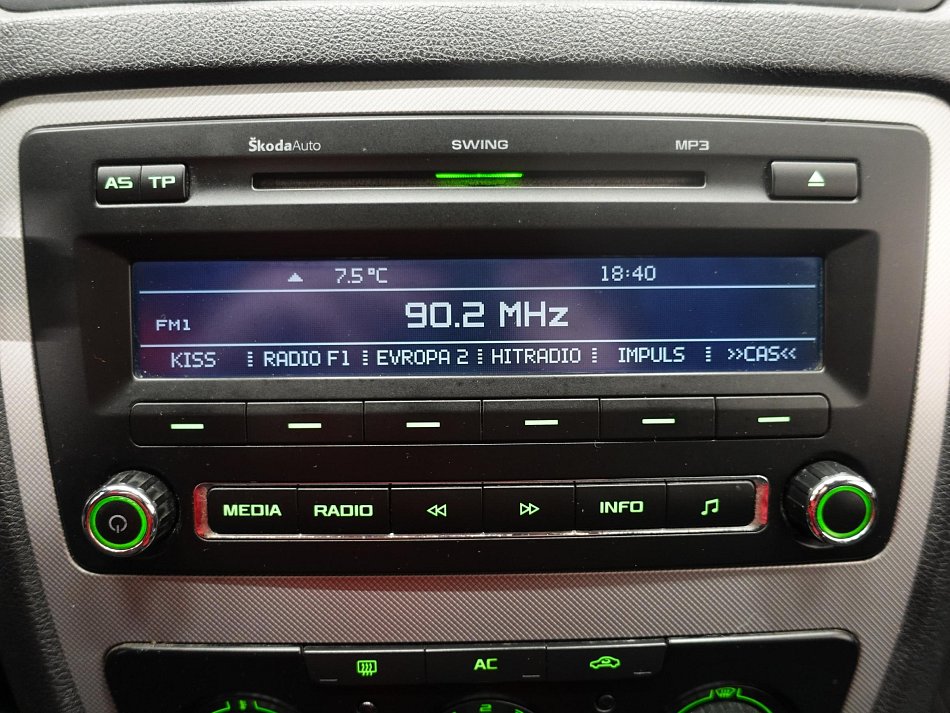 ŠkodaAuto SWING MP3
AS TP
7.5°C 18:40
90.2 MHz
FM1
KISS RADIO F1 EVROPA 2 HITRADIO IMPULS >>CAS<<
MEDIA RADIO INFO
AC